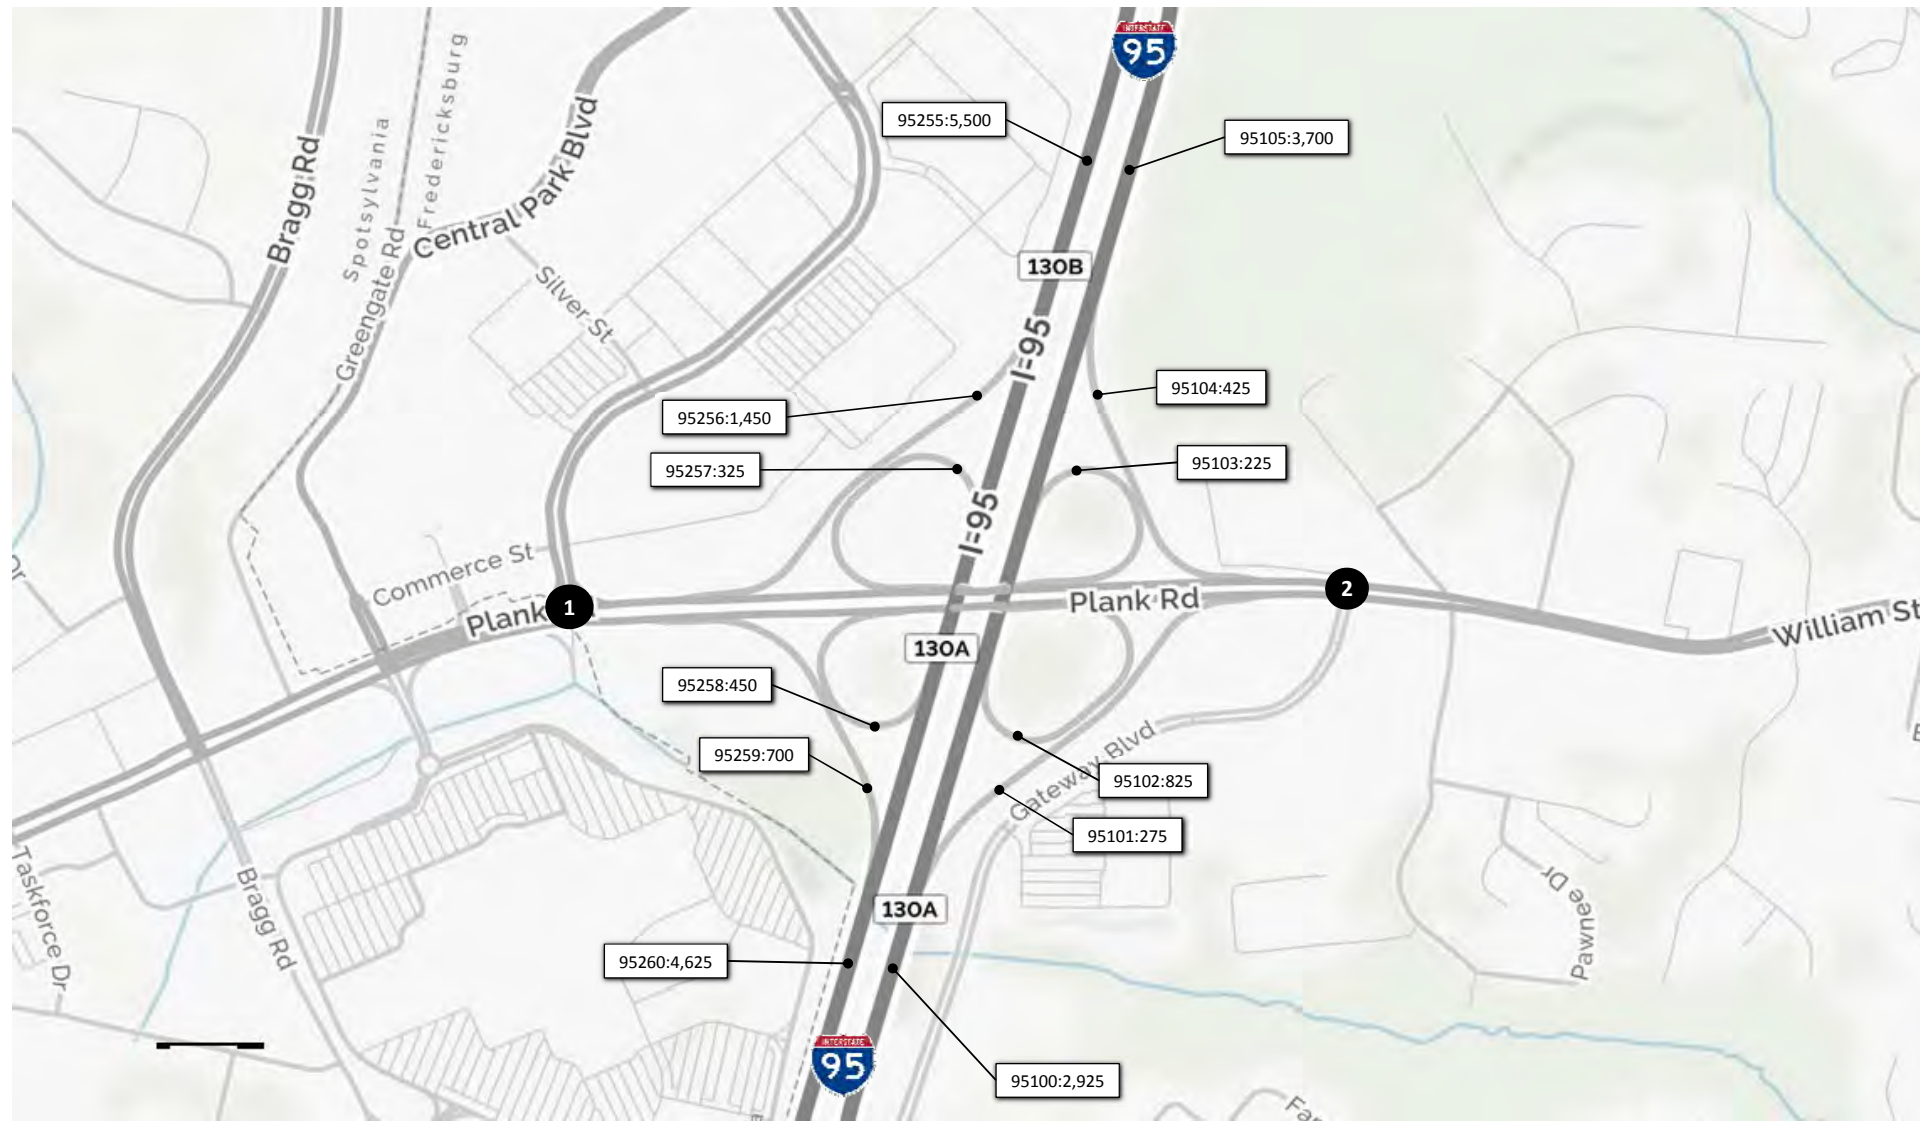 INTERSTATE
95
95255:5,500
95105:3,700
Bragg Rd
Spotsylvania
Fredericksburg
Central Park Blvd
Greengate Rd
Silver St
130B
I-95
95104:425
95256:1,450
95257:325
95103:225
I-95
Commerce St
Plank
1
2
Plank Rd
William St
130A
95258:450
95259:700
Gateway Blvd
95102:825
95101:275
Taskforce Dr
Bragg Rd
130A
Pawnee Dr
95260:4,625
INTERSTATE
95
95100:2,925